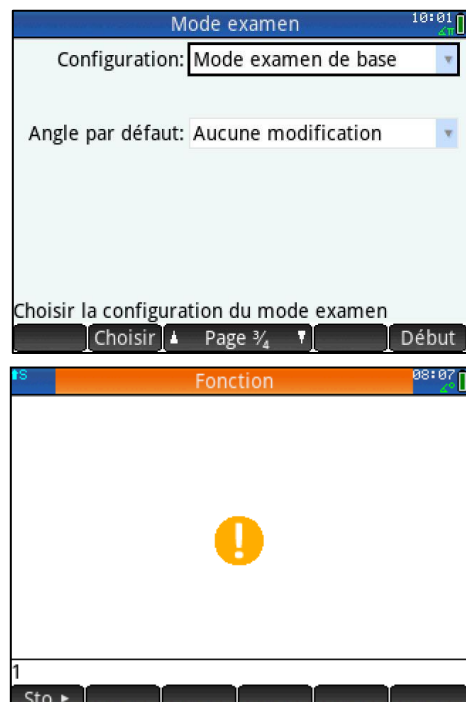 Mode examen 10:01
∡π
Configuration: Mode examen de base
Angle par défaut: Aucune modification
Choisir la configuration du mode examen
Choisir Page ¾ Début
S Fonction 08:07
∡°
!
1
Sto ►